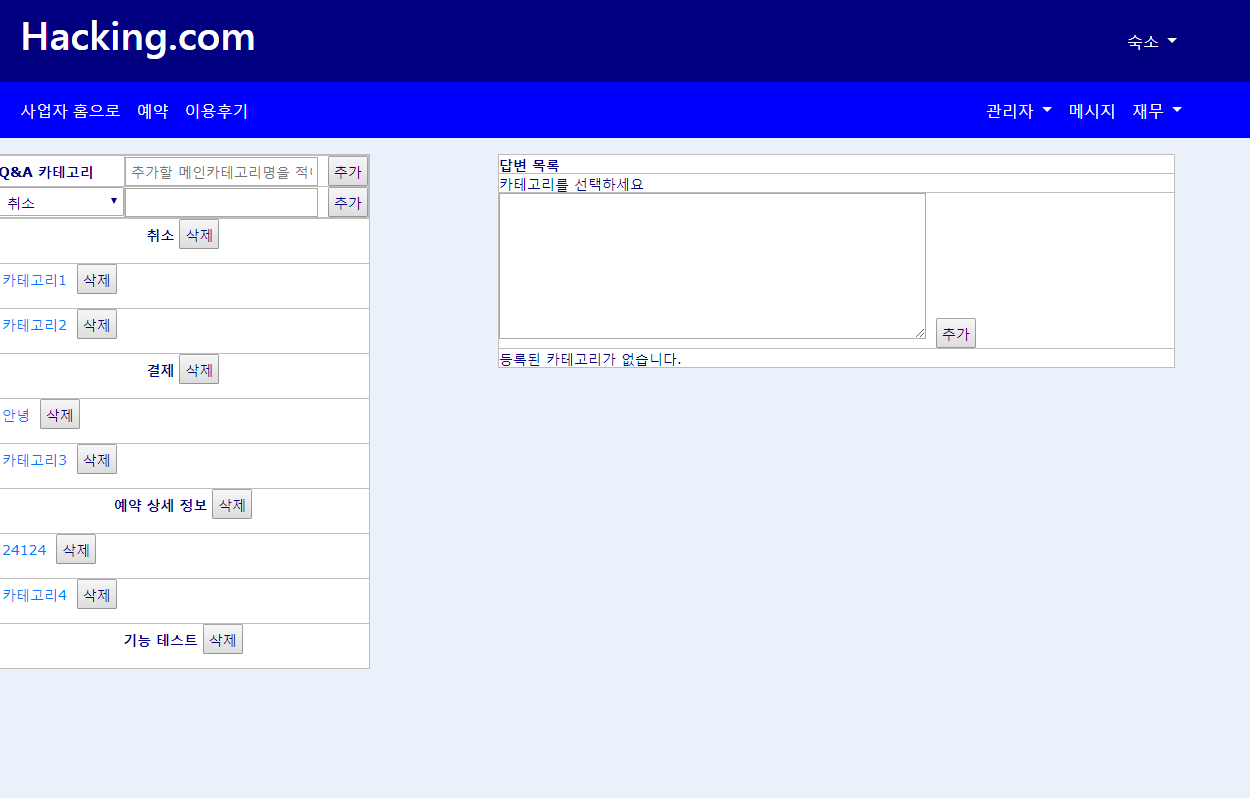 Hacking.com
숙소
사업자 홈으로 예약 이용후기
관리자 메시지 재무
Q&A 카테고리 추가할 메인카테고리명을 추가
취소 추가
취소 삭제
카테고리1 삭제
카테고리2 삭제
결제 삭제
안녕 삭제
카테고리3 삭제
예약 상세 정보 삭제
24124 삭제
카테고리4 삭제
기능 테스트 삭제
답변 목록
카테고리를 선택하세요
추가
등록된 카테고리가 없습니다.